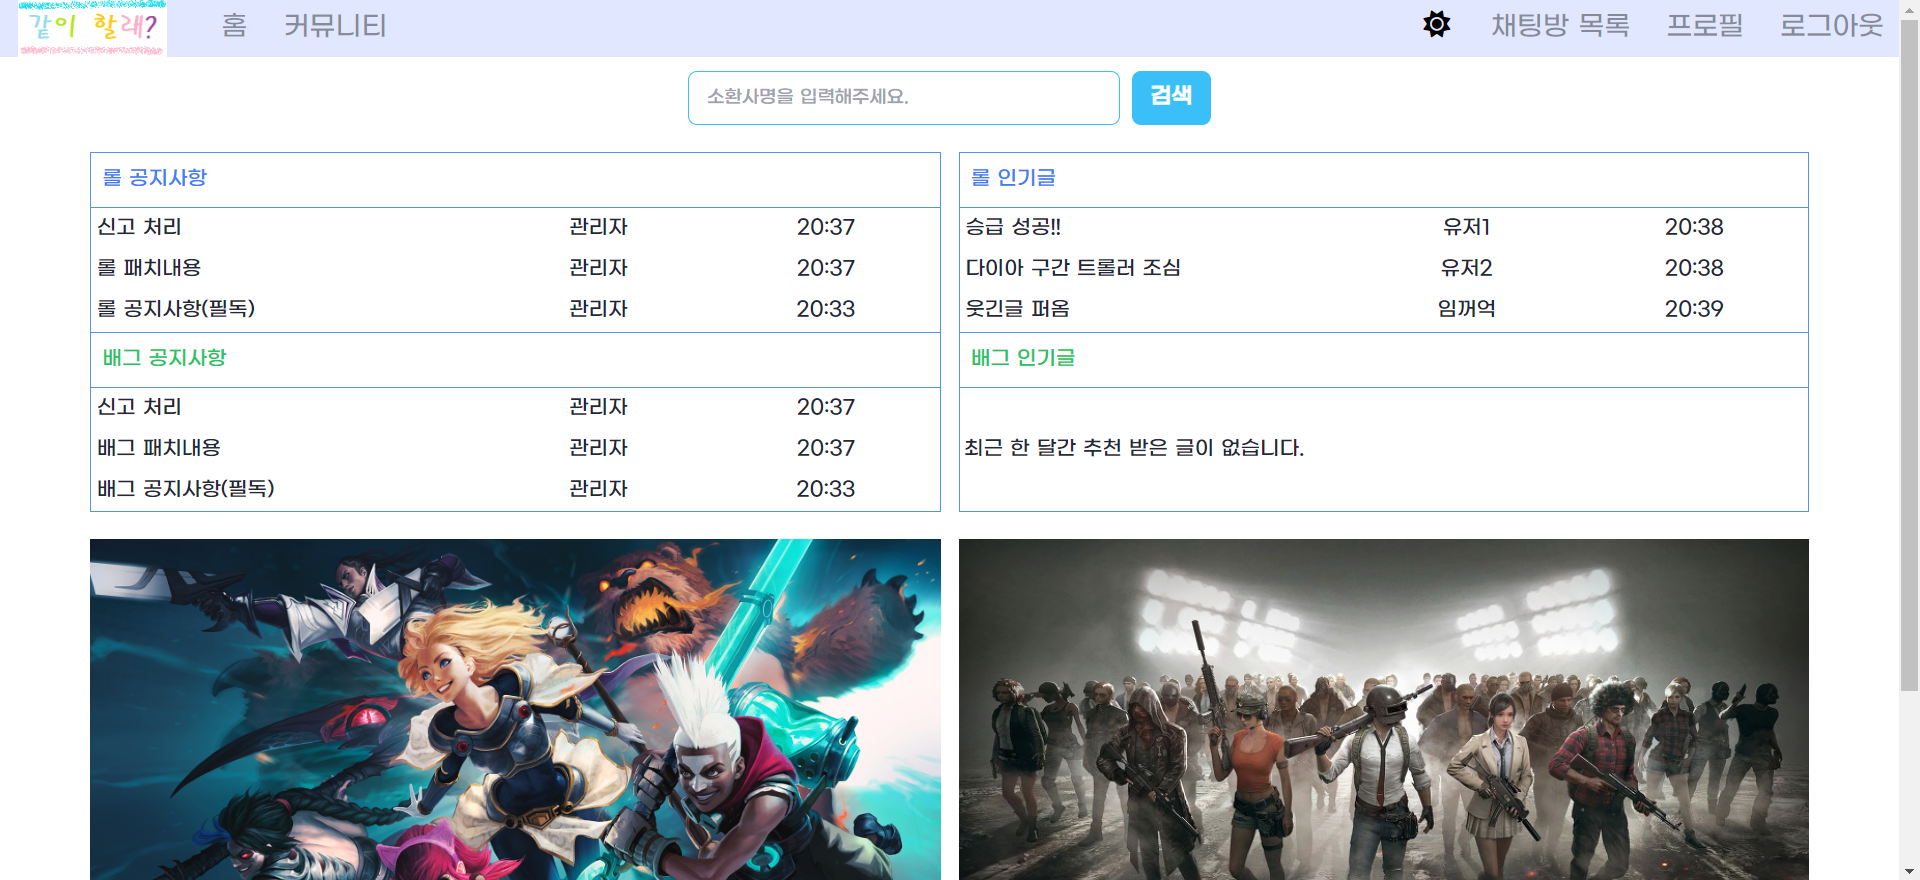 같이 할래?
홈 커뮤니티 채팅방 목록 프로필 로그아웃
소환사명을 입력해주세요. 검색
롤 공지사항
신고 처리 관리자 20:37
롤 패치내용 관리자 20:37
롤 공지사항(필독) 관리자 20:33
배그 공지사항
신고 처리 관리자 20:37
배그 패치내용 관리자 20:37
배그 공지사항(필독) 관리자 20:33
롤 인기글
승급 성공!! 유저1 20:38
다이아 구간 트롤러 조심 유저2 20:38
웃긴글 퍼옴 임꺼억 20:39
배그 인기글
최근 한 달간 추천 받은 글이 없습니다.